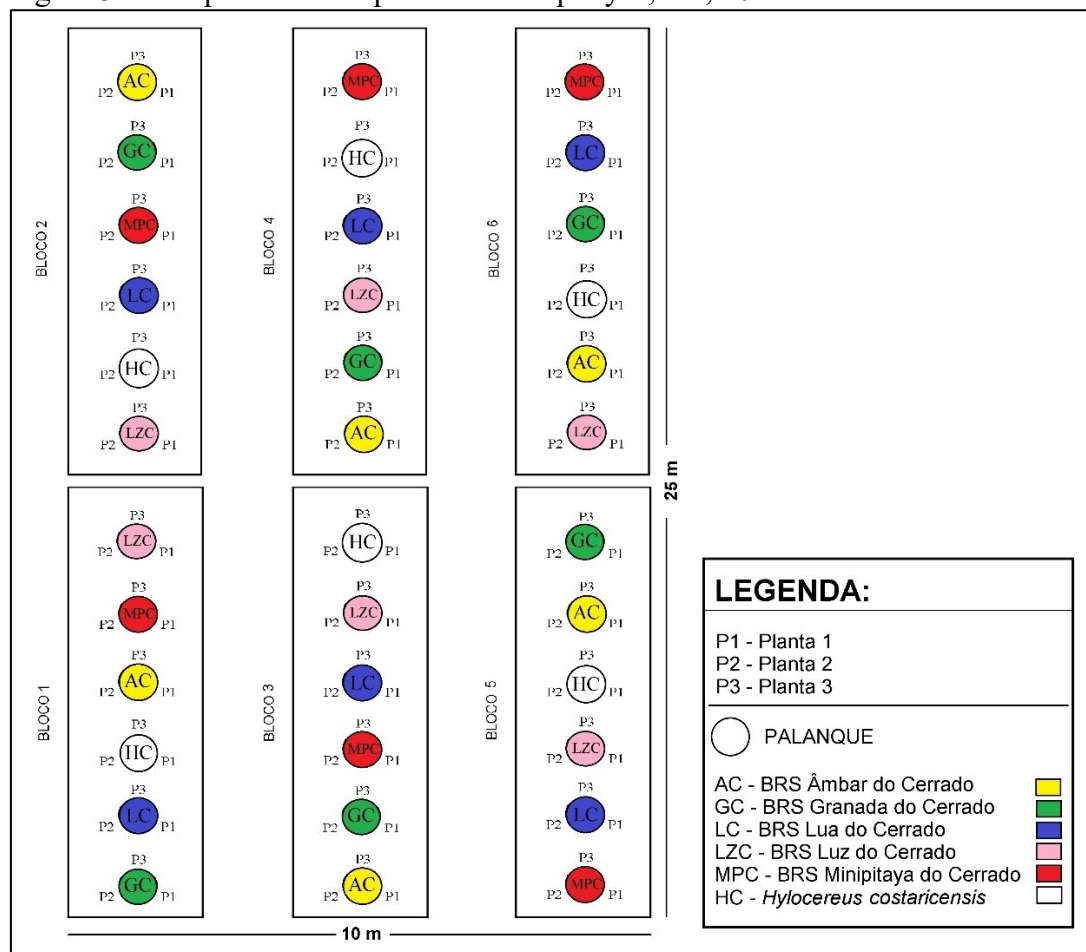 BLOCO 2
P3
P2 AC P1
P3
P2 GC P1
P3
P2 MPC P1
P3
P2 LC P1
P3
P2 HC P1
P3
P2 LZC P1
BLOCO 4
P3
P2 MPC P1
P3
P2 HC P1
P3
P2 LC P1
P3
P2 LZC P1
P3
P2 GC P1
P3
P2 AC P1
BLOCO 6
P3
P2 MPC P1
P3
P2 LC P1
P3
P2 GC P1
P3
P2 HC P1
P3
P2 AC P1
P3
P2 LZC P1
BLOCO 1
P3
P2 LZC P1
P3
P2 MPC P1
P3
P2 AC P1
P3
P2 HC P1
P3
P2 LC P1
P3
P2 GC P1
BLOCO 3
P3
P2 HC P1
P3
P2 LZC P1
P3
P2 LC P1
P3
P2 MPC P1
P3
P2 GC P1
P3
P2 AC P1
BLOCO 5
P3
P2 GC P1
P3
P2 AC P1
P3
P2 HC P1
P3
P2 LZC P1
P3
P2 LC P1
P3
P2 MPC P1
25 m
10 m
LEGENDA:
P1 - Planta 1
P2 - Planta 2
P3 - Planta 3
PALANQUE
AC - BRS Âmbar do Cerrado
GC - BRS Granada do Cerrado
LC - BRS Lua do Cerrado
LZC - BRS Luz do Cerrado
MPC - BRS Minipitaya do Cerrado
HC - Hylocereus costaricensis